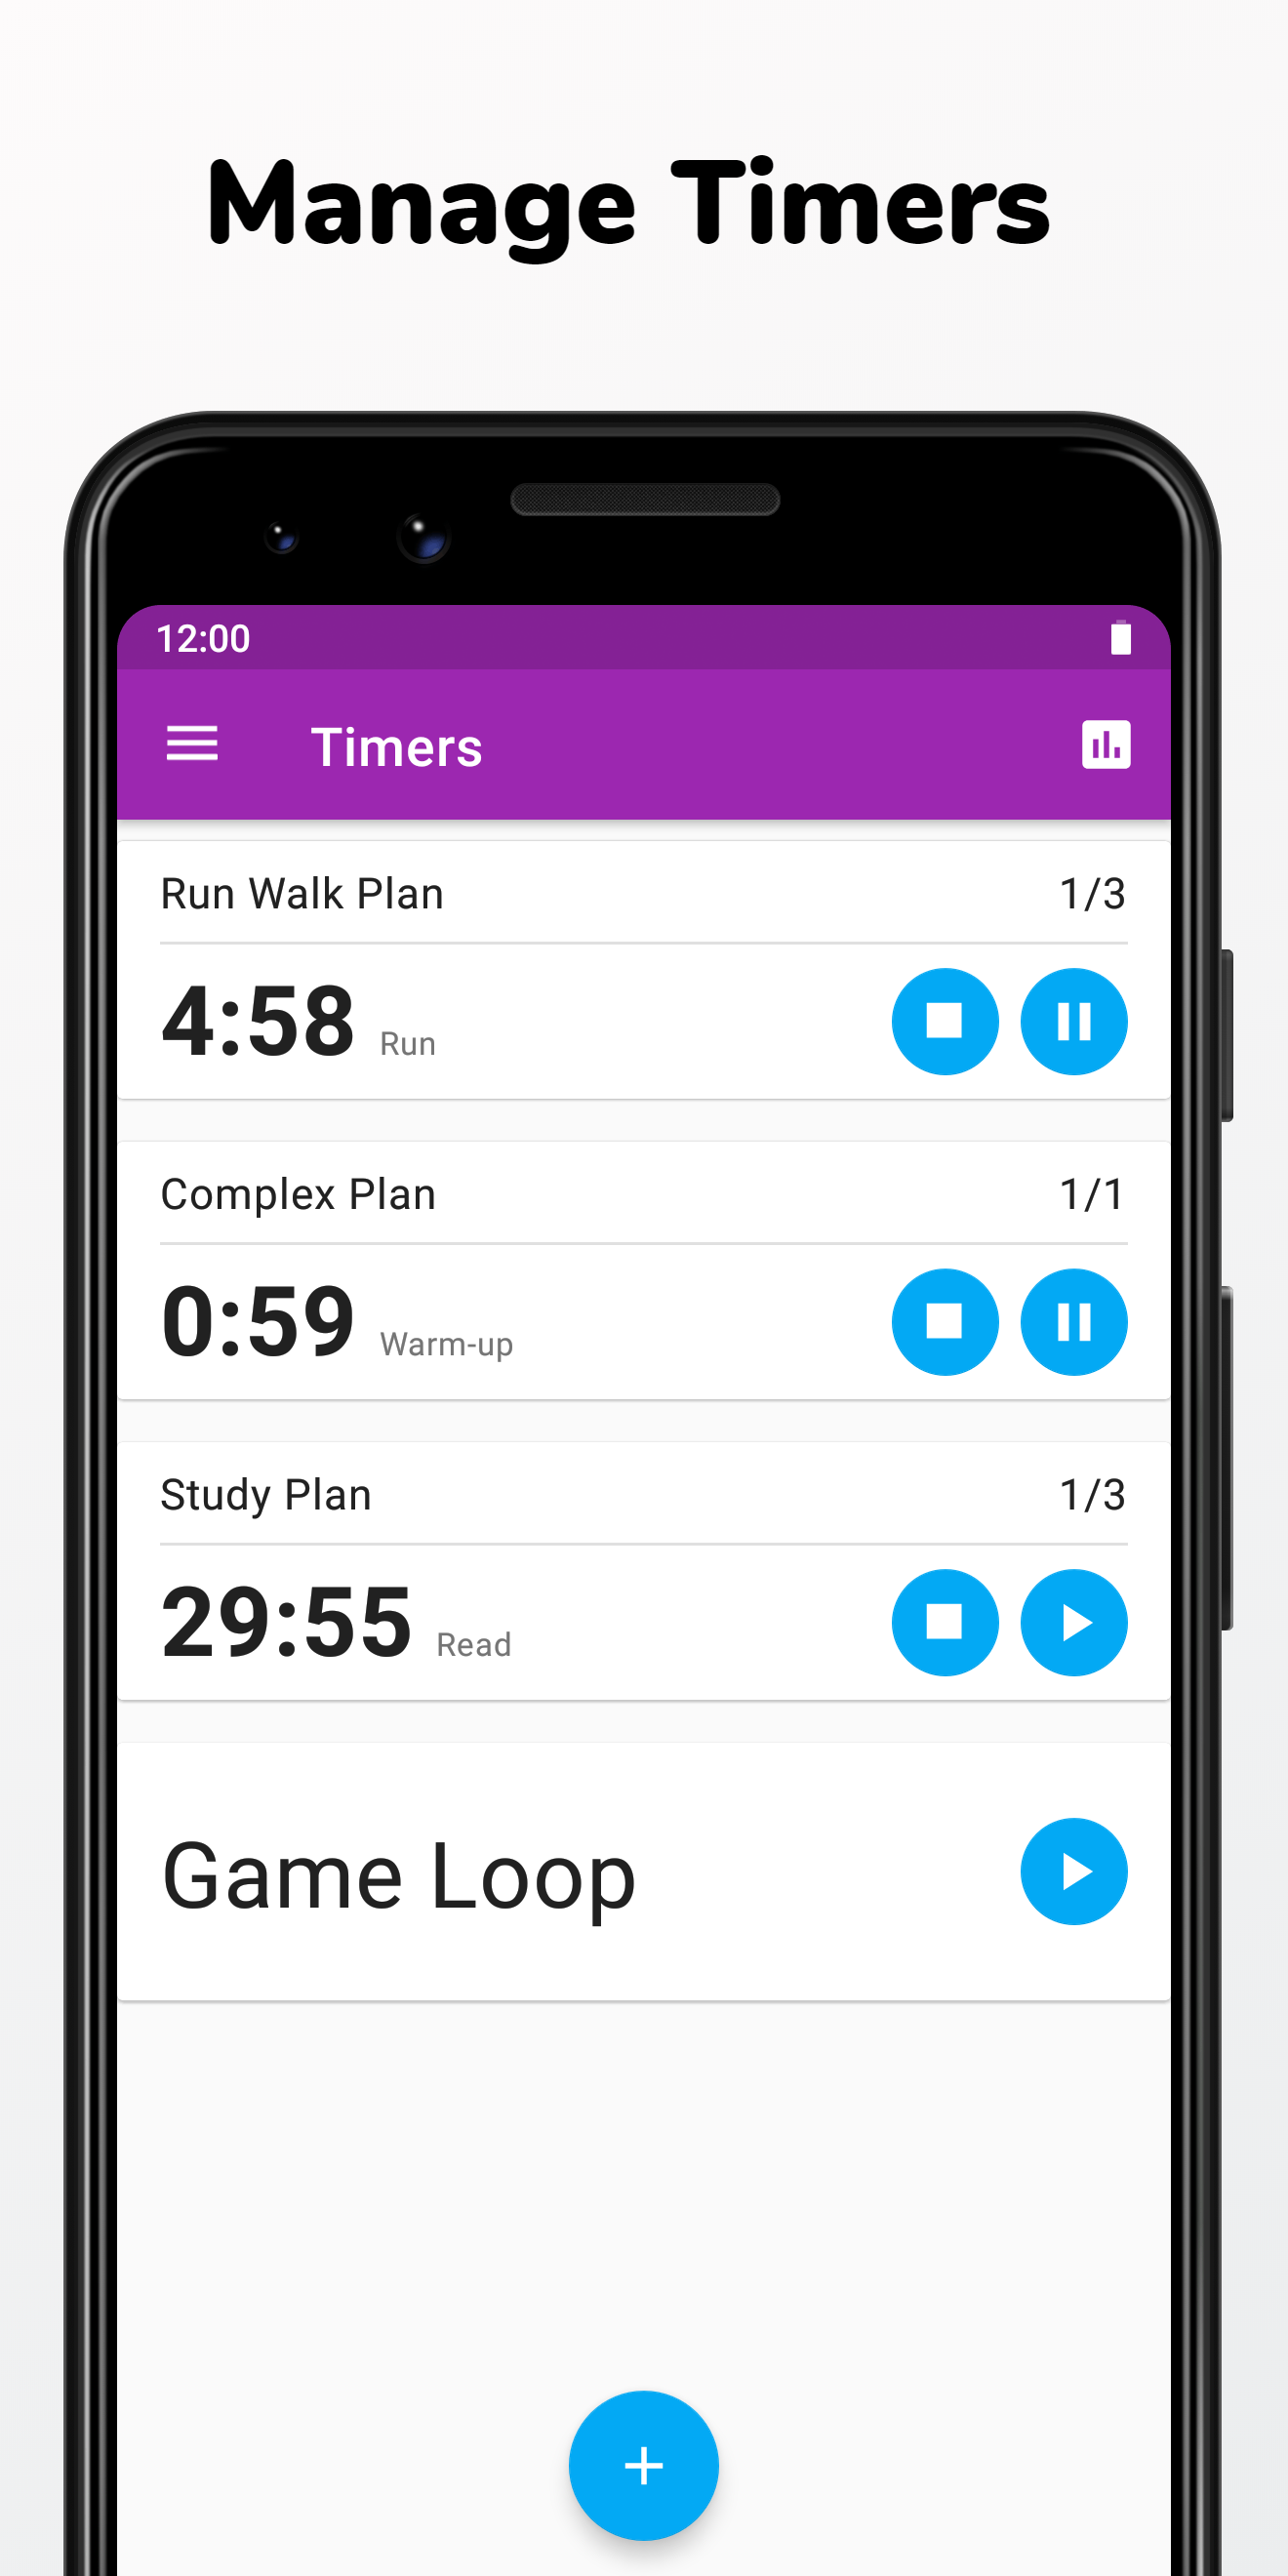 Manage Timers
12:00
Timers
Run Walk Plan 1/3
4:58 Run
Complex Plan 1/1
0:59 Warm-up
Study Plan 1/3
29:55 Read
Game Loop